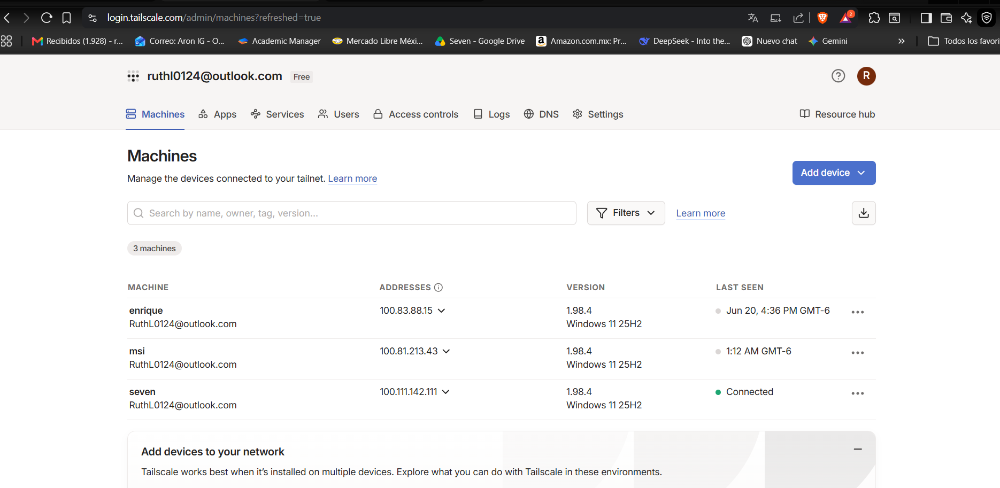 login.tailscale.com/admin/machines?refreshed=true
2
Recibidos (1.928) - r... Correo: Aron IG - O... Academic Manager Mercado Libre Méxi... Seven - Google Drive Amazon.com.mx: Pr... DeepSeek - Into the... Nuevo chat Gemini » Todos los favori
ruthl0124@outlook.com Free
R
Machines Apps Services Users Access controls Logs DNS Settings Resource hub
Machines
Manage the devices connected to your tailnet. Learn more
Add device
Search by name, owner, tag, version...
Filters
Learn more
3 machines
MACHINE ADDRESSES VERSION LAST SEEN
enrique 100.83.88.15 1.98.4 Jun 20, 4:36 PM GMT-6
RuthL0124@outlook.com Windows 11 25H2
msi 100.81.213.43 1.98.4 1:12 AM GMT-6
RuthL0124@outlook.com Windows 11 25H2
seven 100.111.142.111 1.98.4 Connected
RuthL0124@outlook.com Windows 11 25H2
Add devices to your network
Tailscale works best when it’s installed on multiple devices. Explore what you can do with Tailscale in these environments.